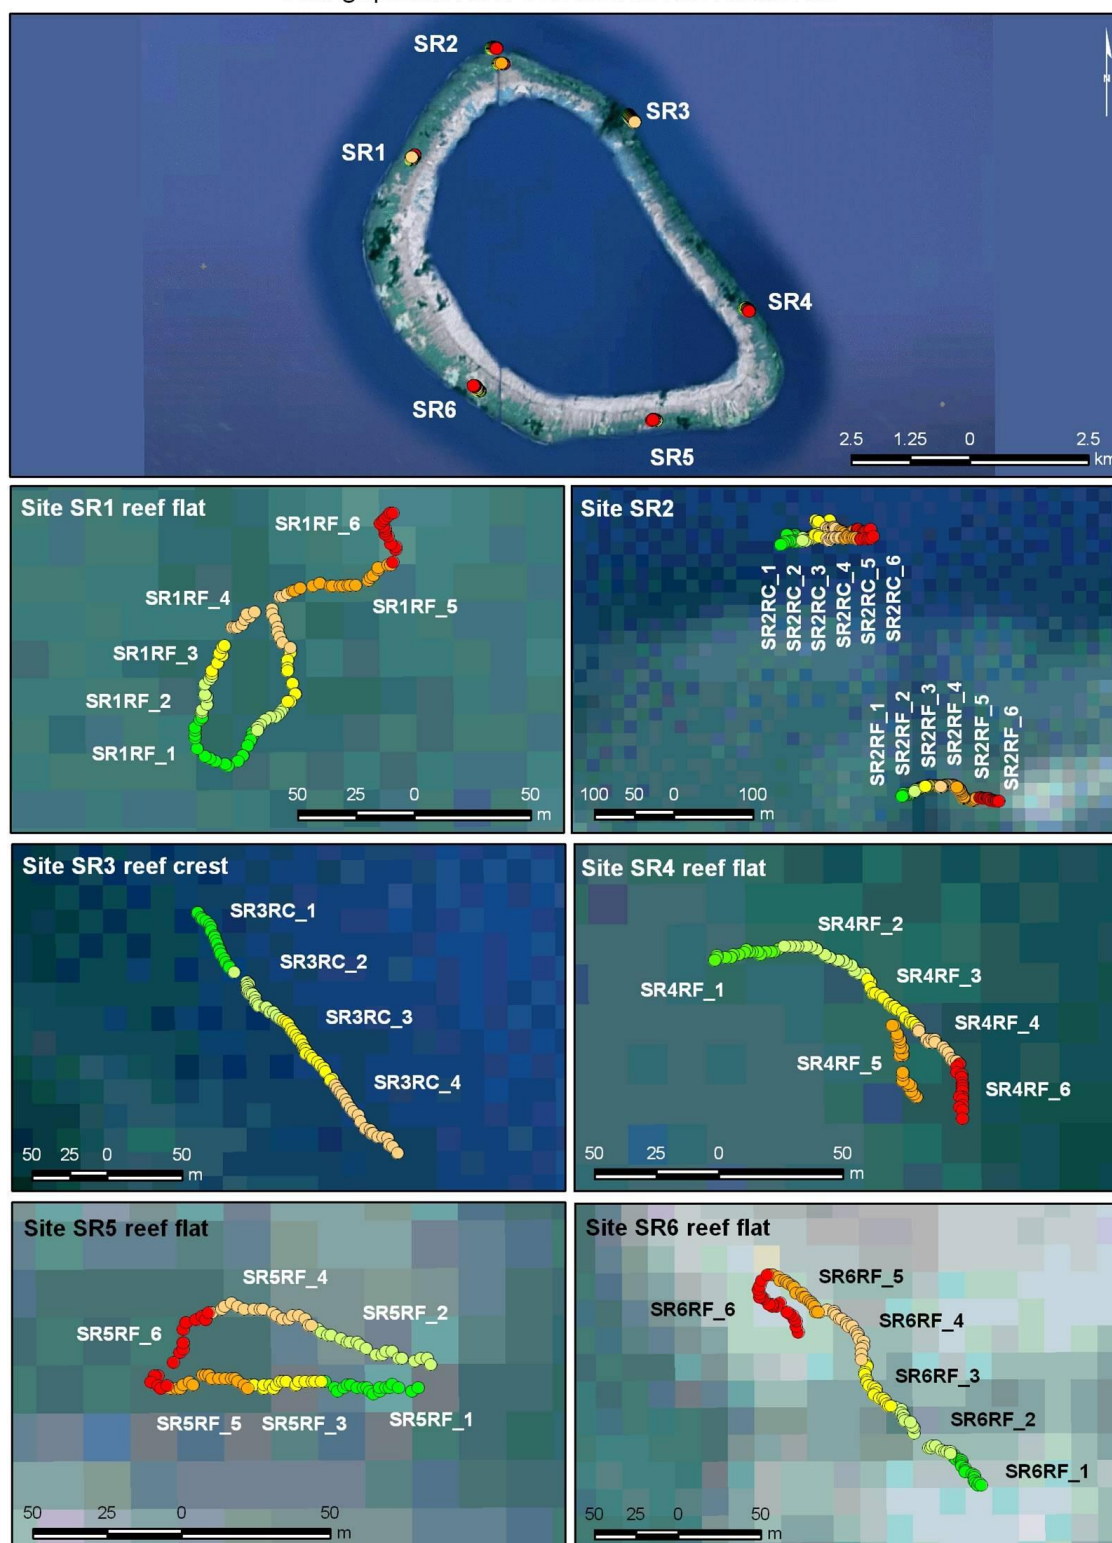 SR2
SR3
SR1
SR4
SR6
SR5
N
2.5 1.25 0 2.5
km
Site SR1 reef flat
SR1RF_6
SR1RF_4
SR1RF_5
SR1RF_3
SR1RF_2
SR1RF_1
50 25 0 50
m
Site SR2
SR2RC_1
SR2RC_2
SR2RC_3
SR2RC_4
SR2RC_5
SR2RC_6
SR2RF_1
SR2RF_2
SR2RF_3
SR2RF_4
SR2RF_5
SR2RF_6
100 50 0 100
m
Site SR3 reef crest
SR3RC_1
SR3RC_2
SR3RC_3
SR3RC_4
50 25 0 50
m
Site SR4 reef flat
SR4RF_2
SR4RF_1
SR4RF_3
SR4RF_4
SR4RF_5
SR4RF_6
50 25 0 50
m
Site SR5 reef flat
SR5RF_4
SR5RF_2
SR5RF_6
SR5RF_5
SR5RF_3
SR5RF_1
50 25 0 50
m
Site SR6 reef flat
SR6RF_5
SR6RF_6
SR6RF_4
SR6RF_3
SR6RF_2
SR6RF_1
50 25 0 50
m